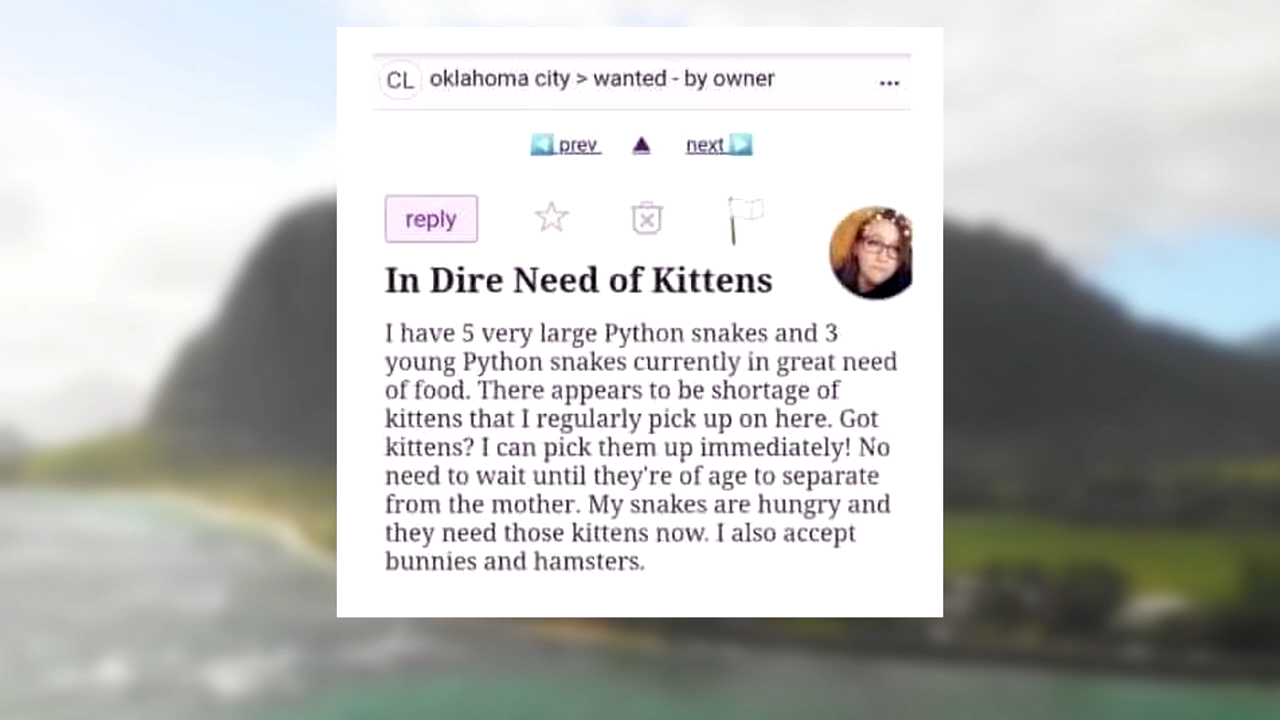 CL oklahoma city > wanted - by owner ...
prev ▲ next
reply
In Dire Need of Kittens
I have 5 very large Python snakes and 3
young Python snakes currently in great need
of food. There appears to be shortage of
kittens that I regularly pick up on here. Got
kittens? I can pick them up immediately! No
need to wait until they're of age to separate
from the mother. My snakes are hungry and
they need those kittens now. I also accept
bunnies and hamsters.